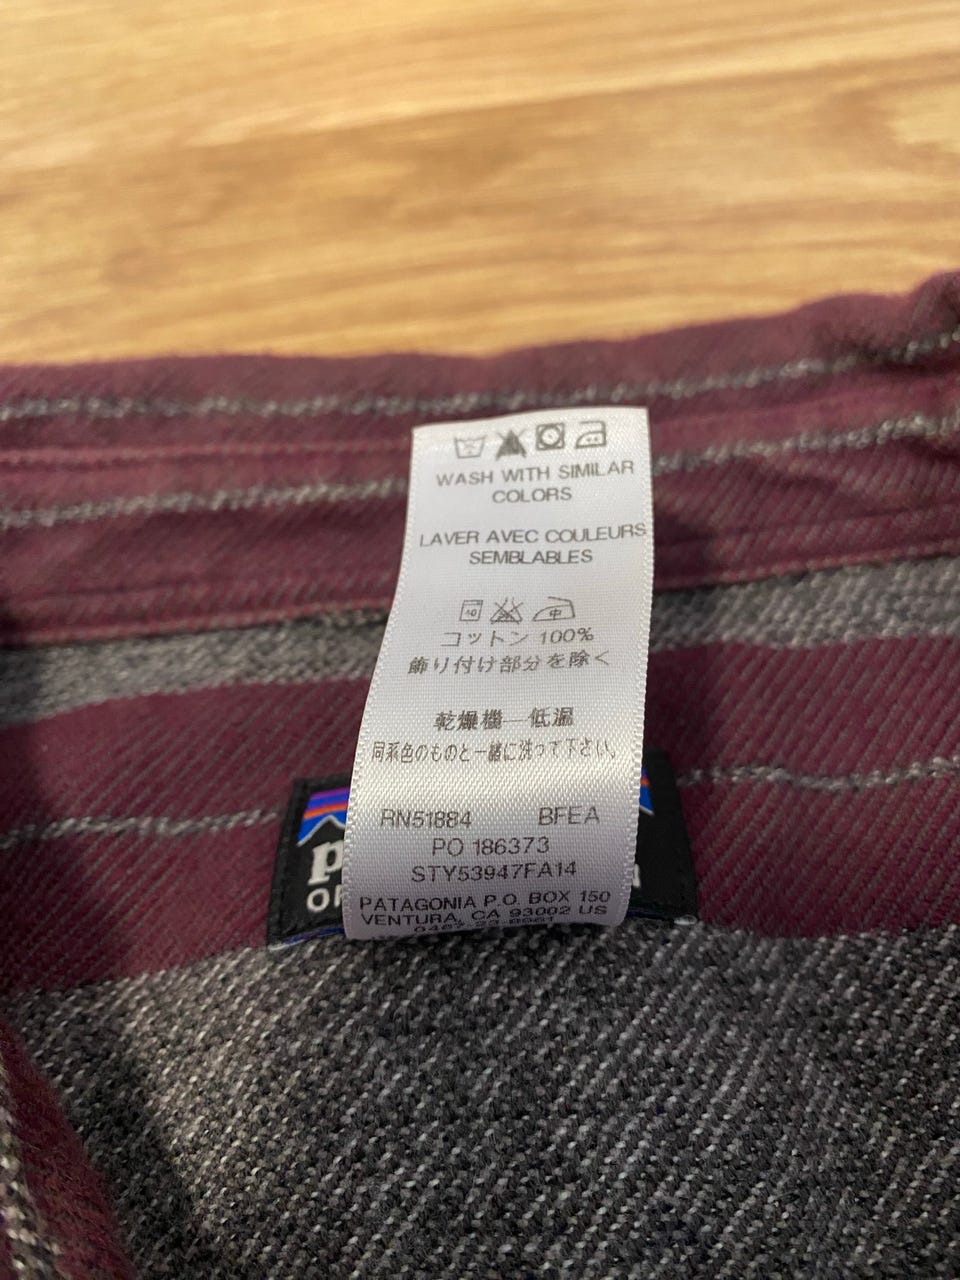 WASH WITH SIMILAR
COLORS
LAVER AVEC COULEURS
SEMBLABLES
40
中
コットン 100%
飾り付け部分を除く
乾燥機—低温
同系色のものと一緒に洗って下さい。
RN51884 BFEA
PO 186373
STY53947FA14
PATAGONIA P.O. BOX 150
VENTURA, CA 93002 US
p